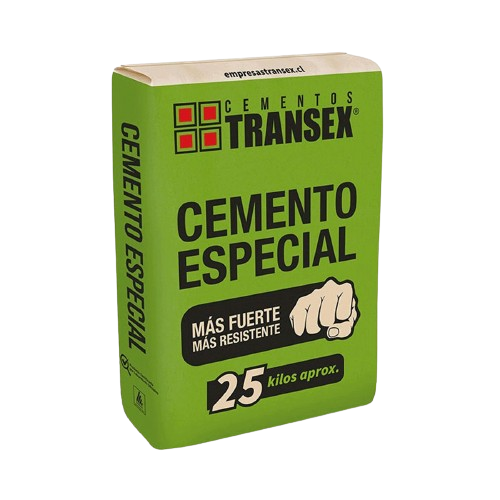 empresastransex.cl
CEMENTOS
TRANSEX®
CEMENTO
ESPECIAL
MÁS FUERTE
MÁS RESISTENTE
25 kilos aprox.
CEMENTO ESPECIAL